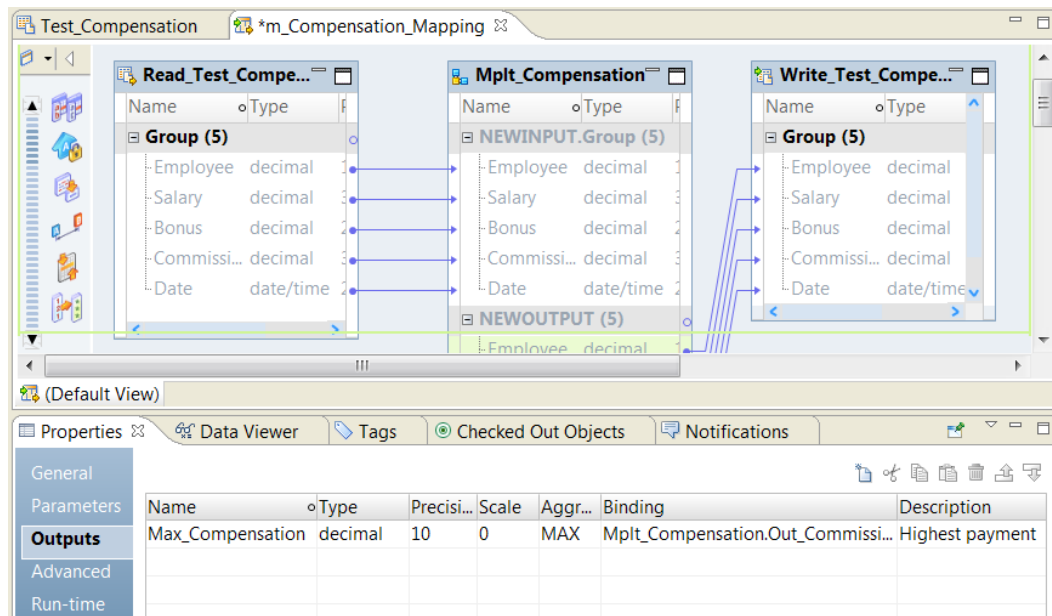 Test_Compensation *m_Compensation_Mapping
Read_Test_Compe... Mplt_Compensation Write_Test_Compe...
Name Type Name Type Name Type
Group (5) NEWINPUT.Group (5) Group (5)
Employee decimal Employee decimal Employee decimal
Salary decimal Salary decimal Salary decimal
Bonus decimal Bonus decimal Bonus decimal
Commissi... decimal Commissi... decimal Commissi... decimal
Date date/time Date date/time Date date/time
NEWOUTPUT (5)
Employee decimal
(Default View)
Properties Data Viewer Tags Checked Out Objects Notifications
General
Parameters Name Type Precisi... Scale Aggr... Binding Description
Outputs Max_Compensation decimal 10 0 MAX Mplt_Compensation.Out_Commissi... Highest payment
Advanced
Run-time